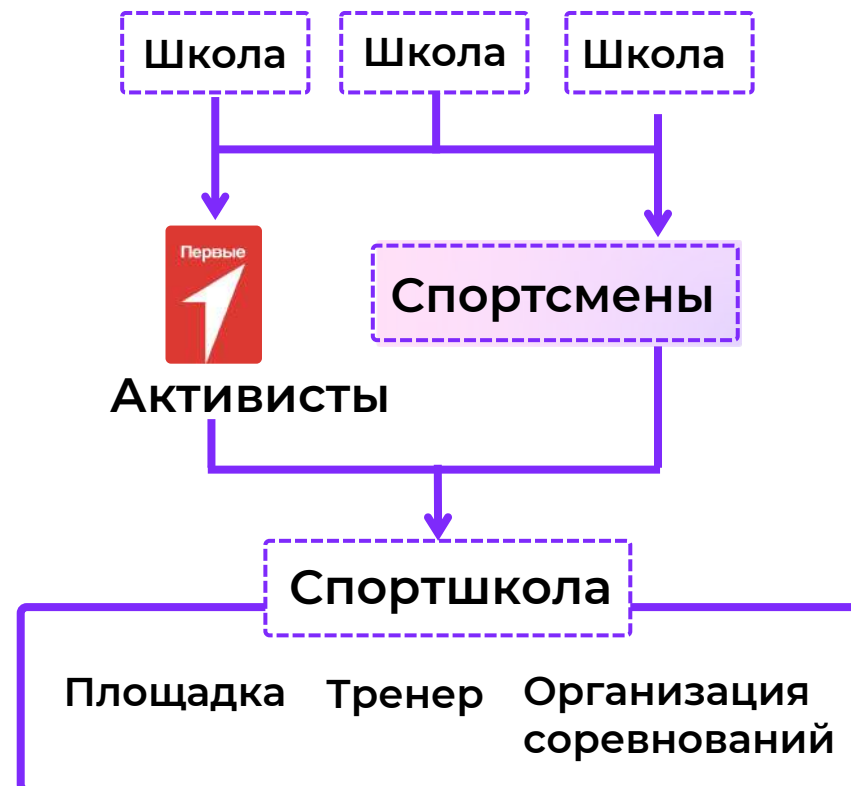 Школа
Школа
Школа
Первые
Спортсмены
Активисты
Спортшкола
Площадка
Тренер
Организация
соревнований